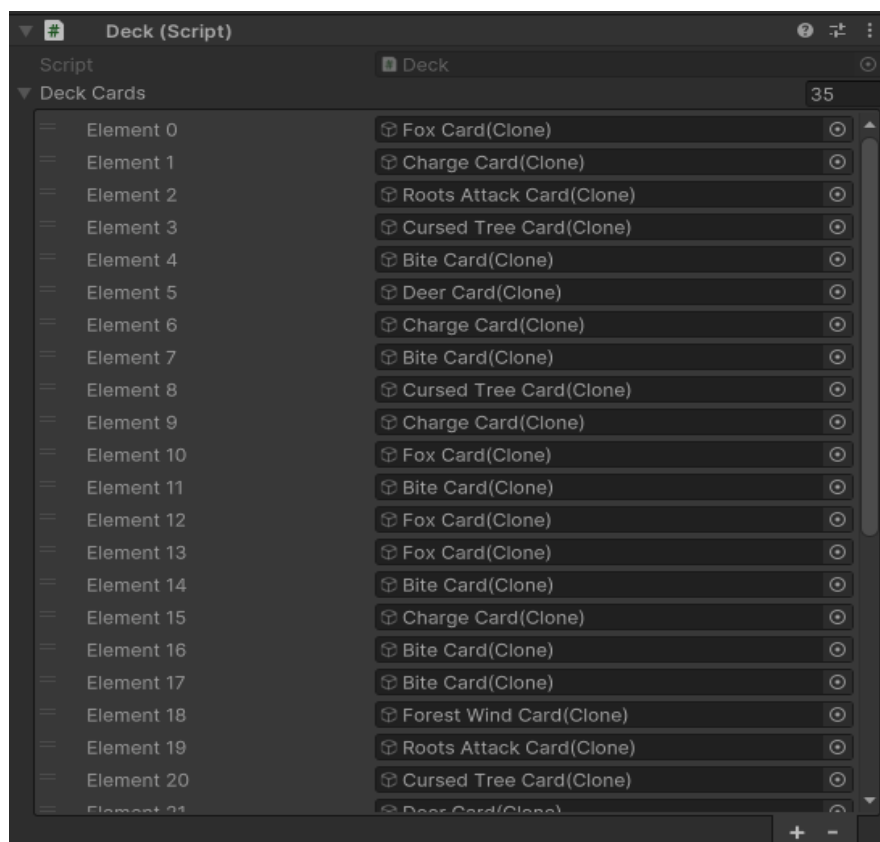 Deck (Script)
Script Deck
Deck Cards 35
Element 0 Fox Card(Clone)
Element 1 Charge Card(Clone)
Element 2 Roots Attack Card(Clone)
Element 3 Cursed Tree Card(Clone)
Element 4 Bite Card(Clone)
Element 5 Deer Card(Clone)
Element 6 Charge Card(Clone)
Element 7 Bite Card(Clone)
Element 8 Cursed Tree Card(Clone)
Element 9 Charge Card(Clone)
Element 10 Fox Card(Clone)
Element 11 Bite Card(Clone)
Element 12 Fox Card(Clone)
Element 13 Fox Card(Clone)
Element 14 Bite Card(Clone)
Element 15 Charge Card(Clone)
Element 16 Bite Card(Clone)
Element 17 Bite Card(Clone)
Element 18 Forest Wind Card(Clone)
Element 19 Roots Attack Card(Clone)
Element 20 Cursed Tree Card(Clone)
Element 21 Deer Card(Clone)